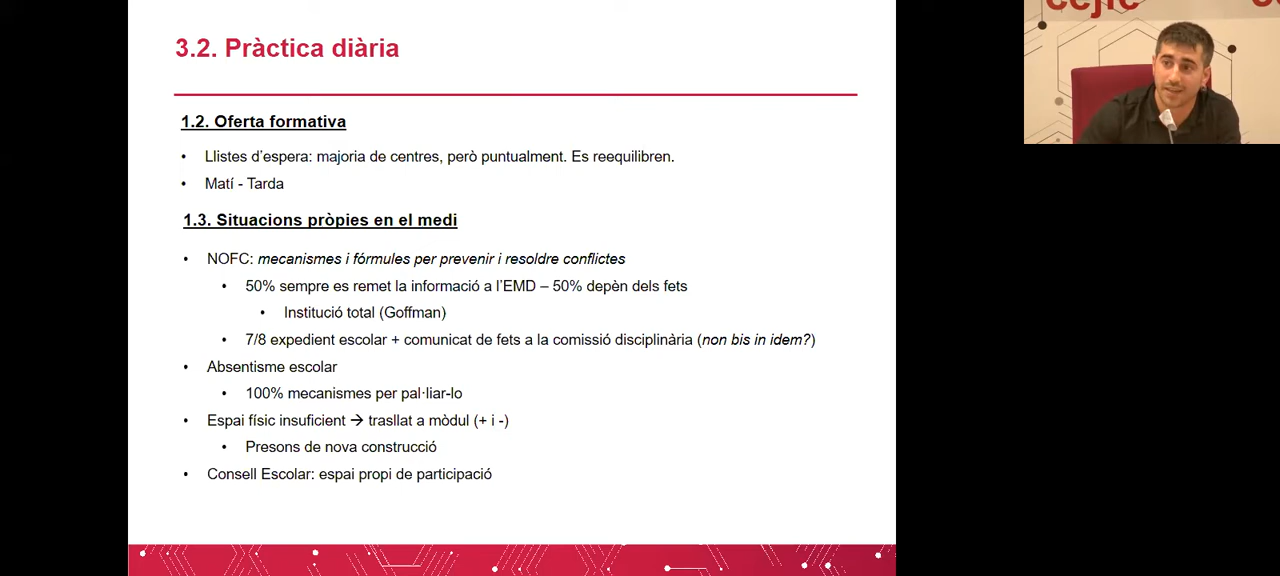 3.2. Pràctica diària
1.2. Oferta formativa
• Llistes d'espera: majoria de centres, però puntualment. Es reequilibren.
• Matí - Tarda
1.3. Situacions pròpies en el medi
• NOFC: mecanismes i fórmules per prevenir i resoldre conflictes
• 50% sempre es remet la informació a l'EMD – 50% depèn dels fets
• Institució total (Goffman)
• 7/8 expedient escolar + comunicat de fets a la comissió disciplinària (non bis in idem?)
• Absentisme escolar
• 100% mecanismes per pal·liar-lo
• Espai físic insuficient → trasllat a mòdul (+ i -)
• Presons de nova construcció
• Consell Escolar: espai propi de participació